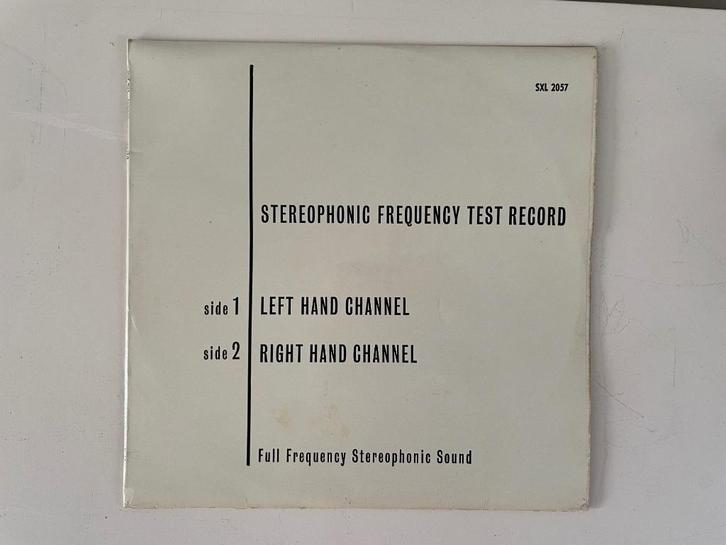 SXL 2057
STEREOPHONIC FREQUENCY TEST RECORD
side 1 LEFT HAND CHANNEL
side 2 RIGHT HAND CHANNEL
Full Frequency Stereophonic Sound